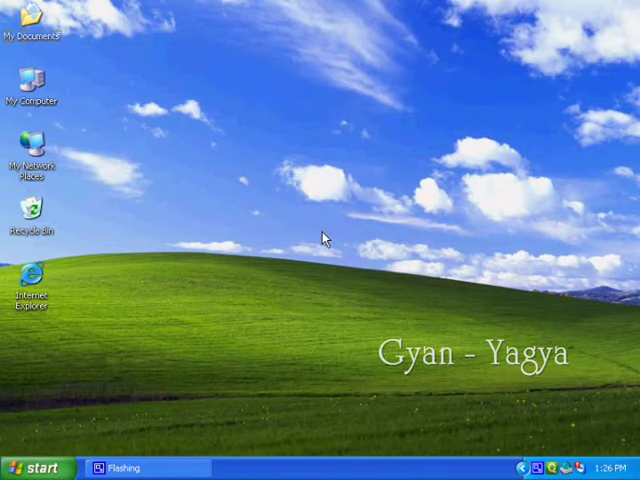 My Documents
My Computer
My Network
Places
Recycle Bin
Internet
Explorer
Gyan - Yagya
start
Flashing
1:26 PM